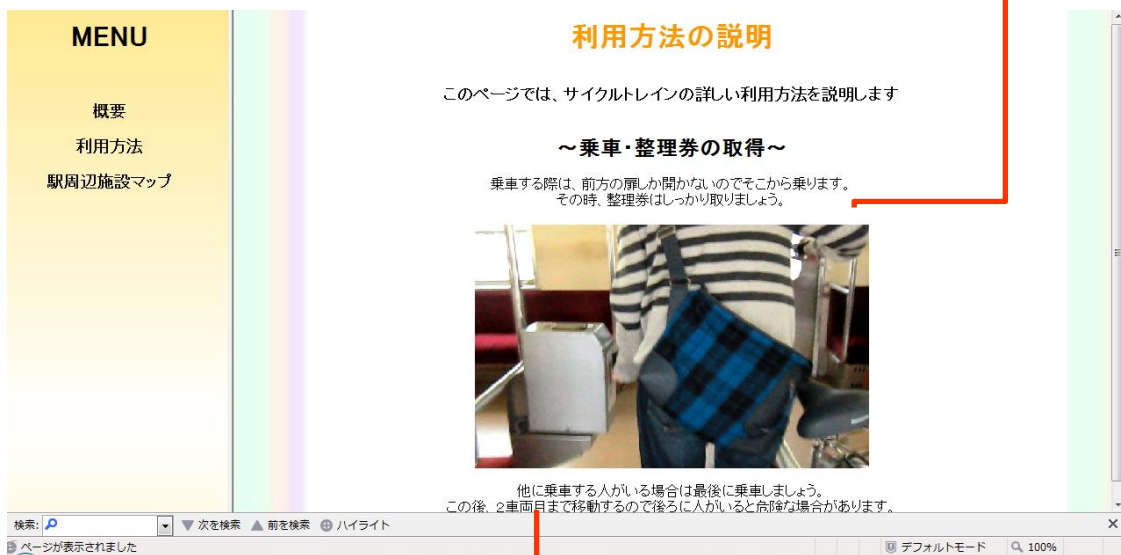 MENU
概要
利用方法
駅周辺施設マップ
利用方法の説明
このページでは、サイクルトレインの詳しい利用方法を説明します
～乗車・整理券の取得～
乗車する際は、前方の扉しか開かないのでそこから乗ります。
その時、整理券はしっかり取りましょう。
他に乗車する人がいる場合は最後に乗車しましょう。
この後、2車両目まで移動するので後ろに人がいると危険な場合があります。
検索:
▼ 次を検索 ▲ 前を検索 ハイライト
ページが表示されました
デフォルトモード 100%